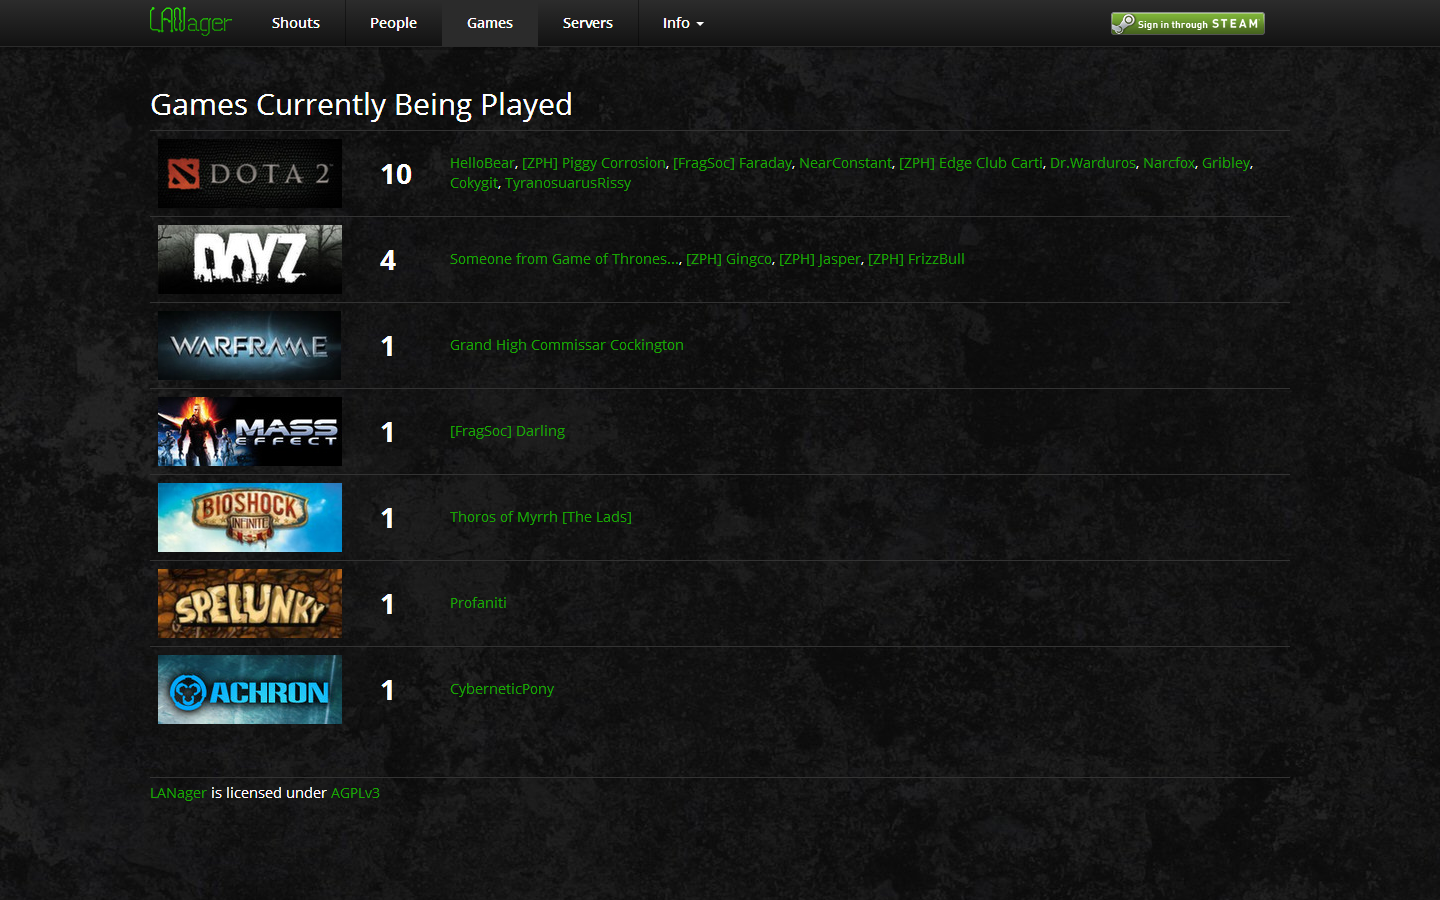 LANager Shouts People Games Servers Info Sign in through STEAM
Games Currently Being Played
DOTA 2 10 HelloBear, [ZPH] Piggy Corrosion, [FragSoc] Faraday, NearConstant, [ZPH] Edge Club Carti, Dr.Warduros, Narcfox, Gribley,
Cokygit, TyranosuarusRissy
DAYZ 4 Someone from Game of Thrones..., [ZPH] Gingco, [ZPH] Jasper, [ZPH] FrizzBull
WARFRAME 1 Grand High Commissar Cockington
MASS
EFFECT 1 [FragSoc] Darling
BIOSHOCK
INFINITE 1 Thoros of Myrrh [The Lads]
SPELUNKY 1 Profaniti
ACHRON 1 CyberneticPony
LANager is licensed under AGPLv3